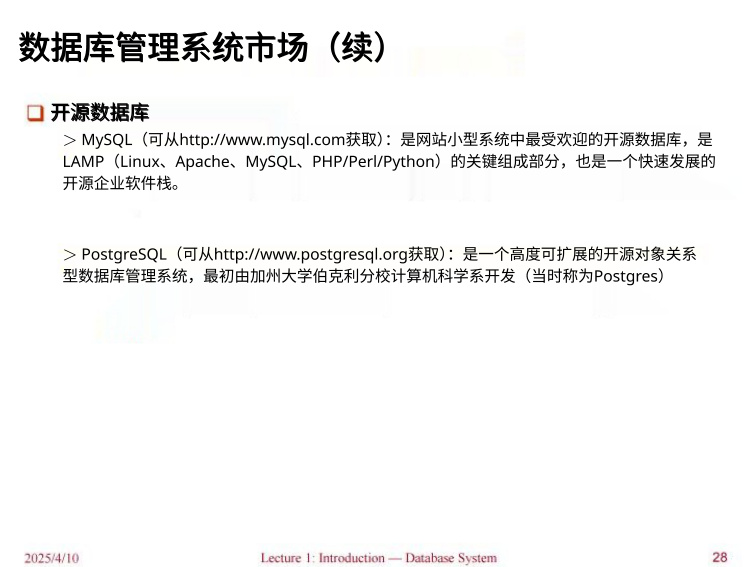 数据库管理系统市场（续）
❑ 开源数据库
＞ MySQL（可从http://www.mysql.com获取）：是网站小型系统中最受欢迎的开源数据库，是
LAMP（Linux、Apache、MySQL、PHP/Perl/Python）的关键组成部分，也是一个快速发展的
开源企业软件栈。
＞ PostgreSQL（可从http://www.postgresql.org获取）：是一个高度可扩展的开源对象关系
型数据库管理系统，最初由加州大学伯克利分校计算机科学系开发（当时称为Postgres）
2025/4/10 Lecture 1: Introduction — Database System 28